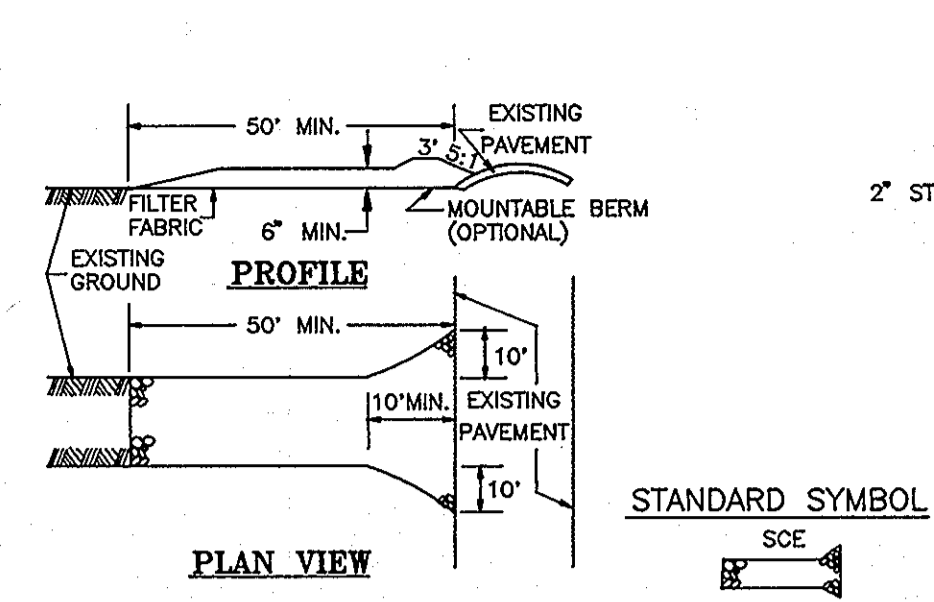 50' MIN.
EXISTING
PAVEMENT
3' 5:1
FILTER
FABRIC
6" MIN.
MOUNTABLE BERM
(OPTIONAL)
2" ST
EXISTING
GROUND
PROFILE
50' MIN.
10'
10'MIN.
EXISTING
PAVEMENT
10'
PLAN VIEW
STANDARD SYMBOL
SCE